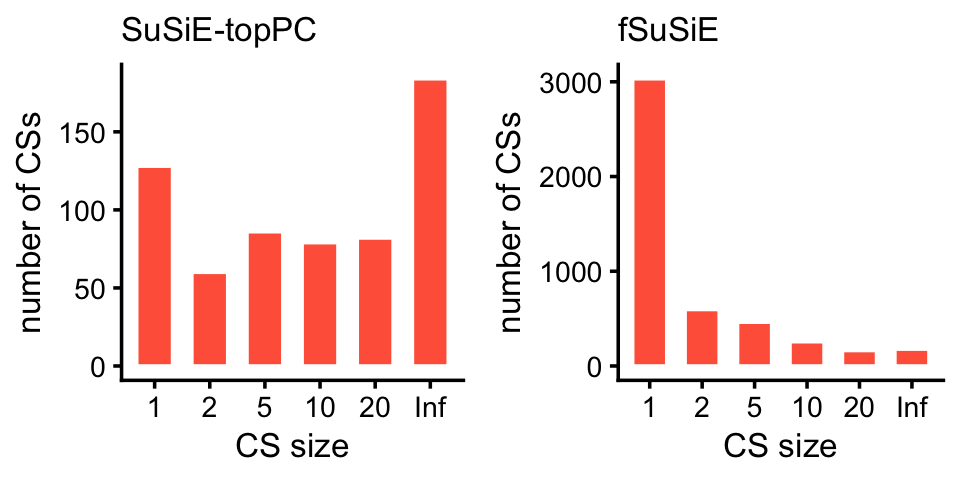 SuSiE-topPC
number of CSs
150
100
50
0
1 2 5 10 20 Inf
CS size
fSuSiE
number of CSs
3000
2000
1000
0
1 2 5 10 20 Inf
CS size